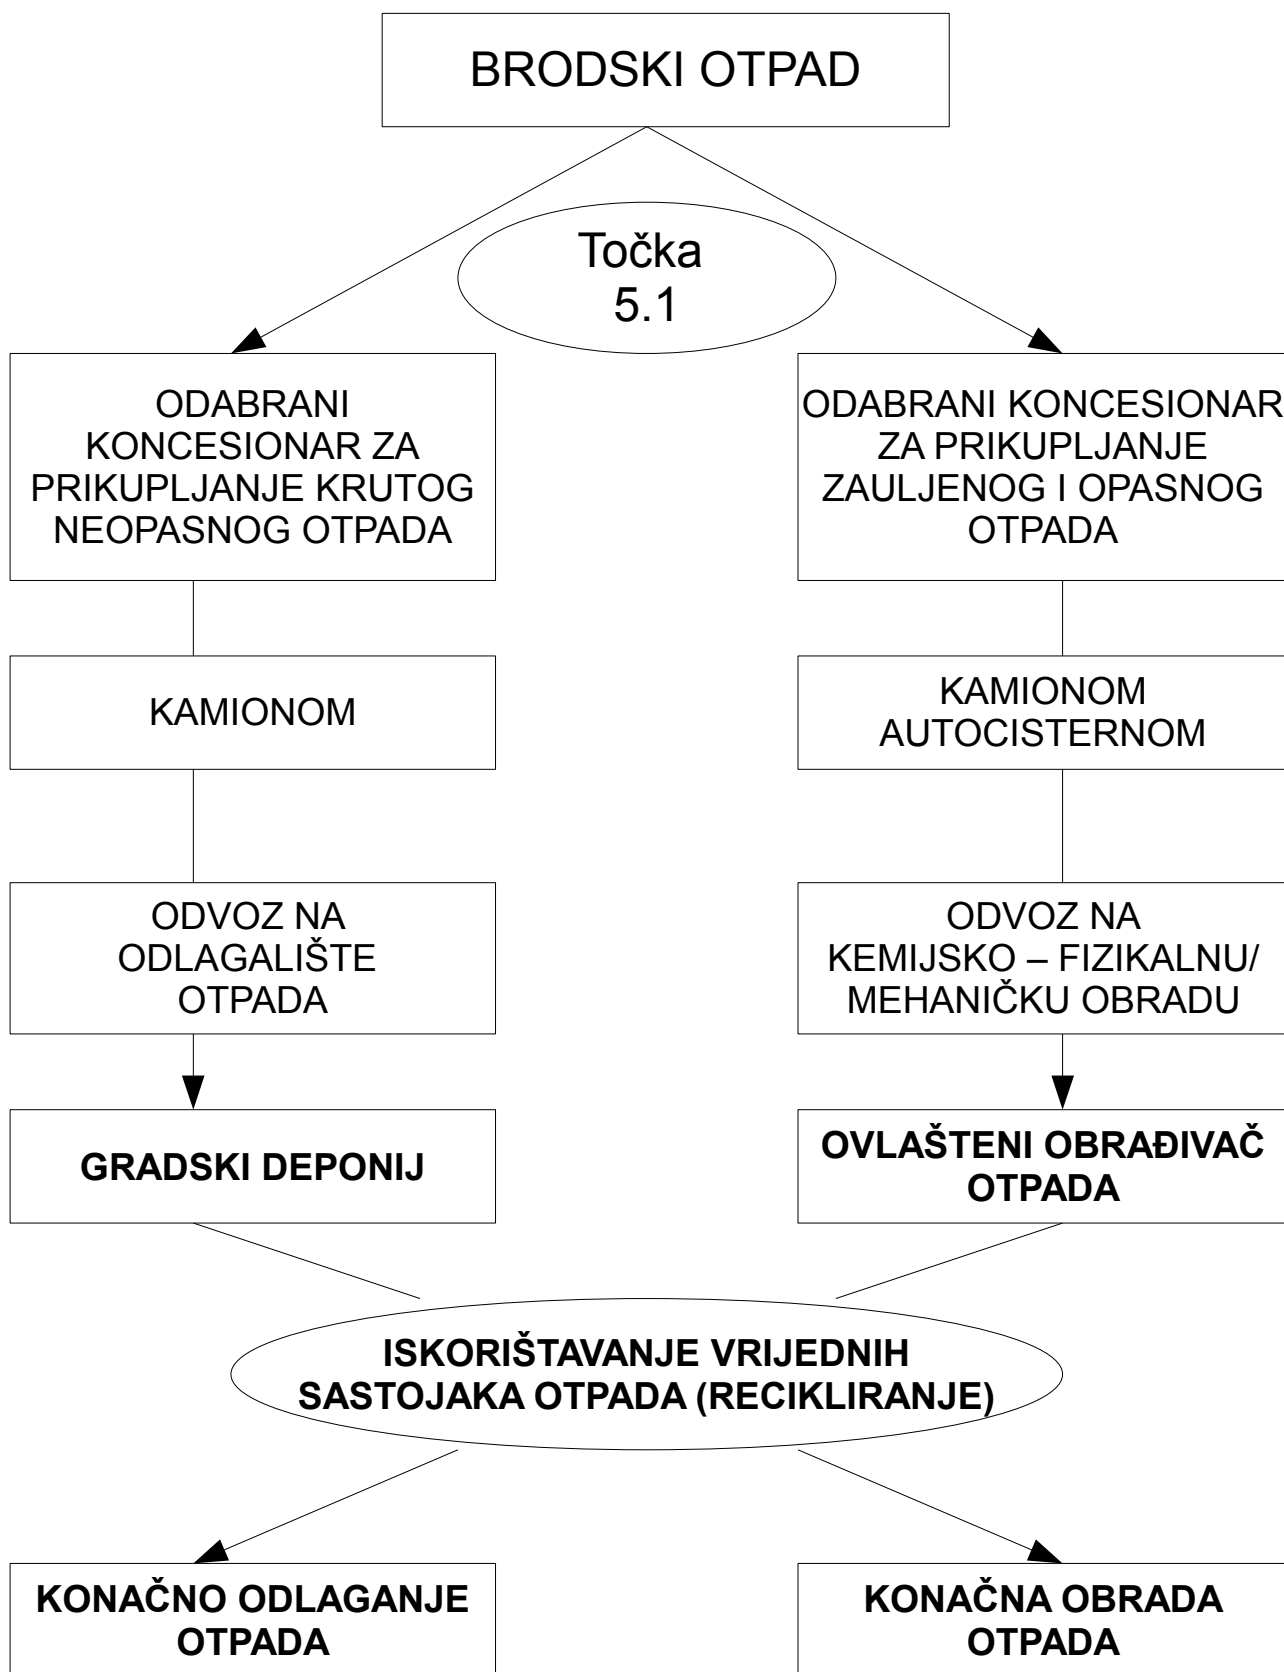 BRODSKI OTPAD
Točka
5.1
ODABRANI
KONCESIONAR ZA
PRIKUPLJANJE KRUTOG
NEOPASNOG OTPADA
ODABRANI KONCESIONAR
ZA PRIKUPLJANJE
ZAULJENOG I OPASNOG
OTPADA
KAMIONOM
KAMIONOM
AUTOCISTERNOM
ODVOZ NA
ODLAGALIŠTE
OTPADA
ODVOZ NA
KEMIJSKO – FIZIKALNU/
MEHANIČKU OBRADU
GRADSKI DEPONIJ
OVLAŠTENI OBRAĐIVAČ
OTPADA
ISKORIŠTAVANJE VRIJEDNIH
SASTOJAKA OTPADA (RECIKLIRANJE)
KONAČNO ODLAGANJE
OTPADA
KONAČNA OBRADA
OTPADA